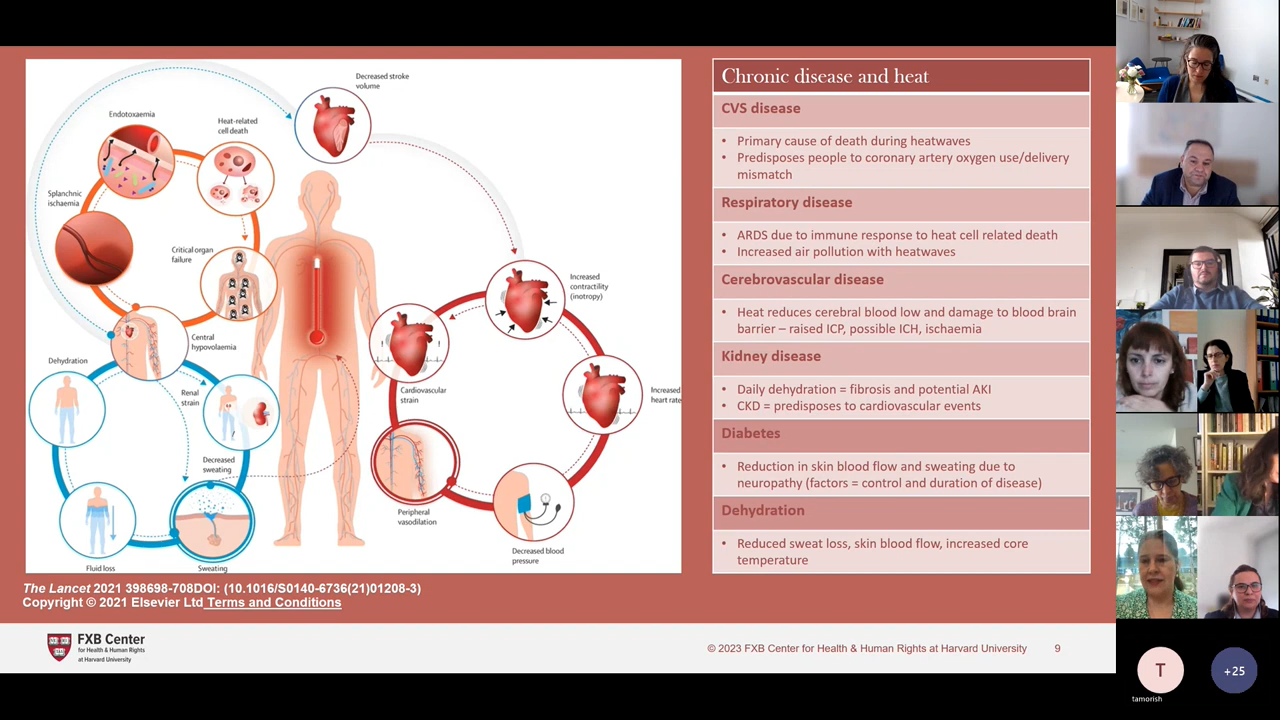 Decreased stroke
volume
Endotoxaemia
Heat-related
cell death
Splanchnic
ischaemia
Critical organ
failure
Increased
contractility
(inotropy)
Central
hypovolaemia
Dehydration
Renal
strain
Cardiovascular
strain
Increased
heart rate
Decreased
sweating
Peripheral
vasodilation
Decreased blood
pressure
Fluid loss
Sweating
Chronic disease and heat
CVS disease
• Primary cause of death during heatwaves
• Predisposes people to coronary artery oxygen use/delivery
mismatch
Respiratory disease
• ARDS due to immune response to heat cell related death
• Increased air pollution with heatwaves
Cerebrovascular disease
• Heat reduces cerebral blood low and damage to blood brain
barrier – raised ICP, possible ICH, ischaemia
Kidney disease
• Daily dehydration = fibrosis and potential AKI
• CKD = predisposes to cardiovascular events
Diabetes
• Reduction in skin blood flow and sweating due to
neuropathy (factors = control and duration of disease)
Dehydration
• Reduced sweat loss, skin blood flow, increased core
temperature
The Lancet 2021 398698-708DOI: (10.1016/S0140-6736(21)01208-3)
Copyright © 2021 Elsevier Ltd Terms and Conditions
FXB Center
for Health & Human Rights
at Harvard University
© 2023 FXB Center for Health & Human Rights at Harvard University
9
T
tamorish
+25